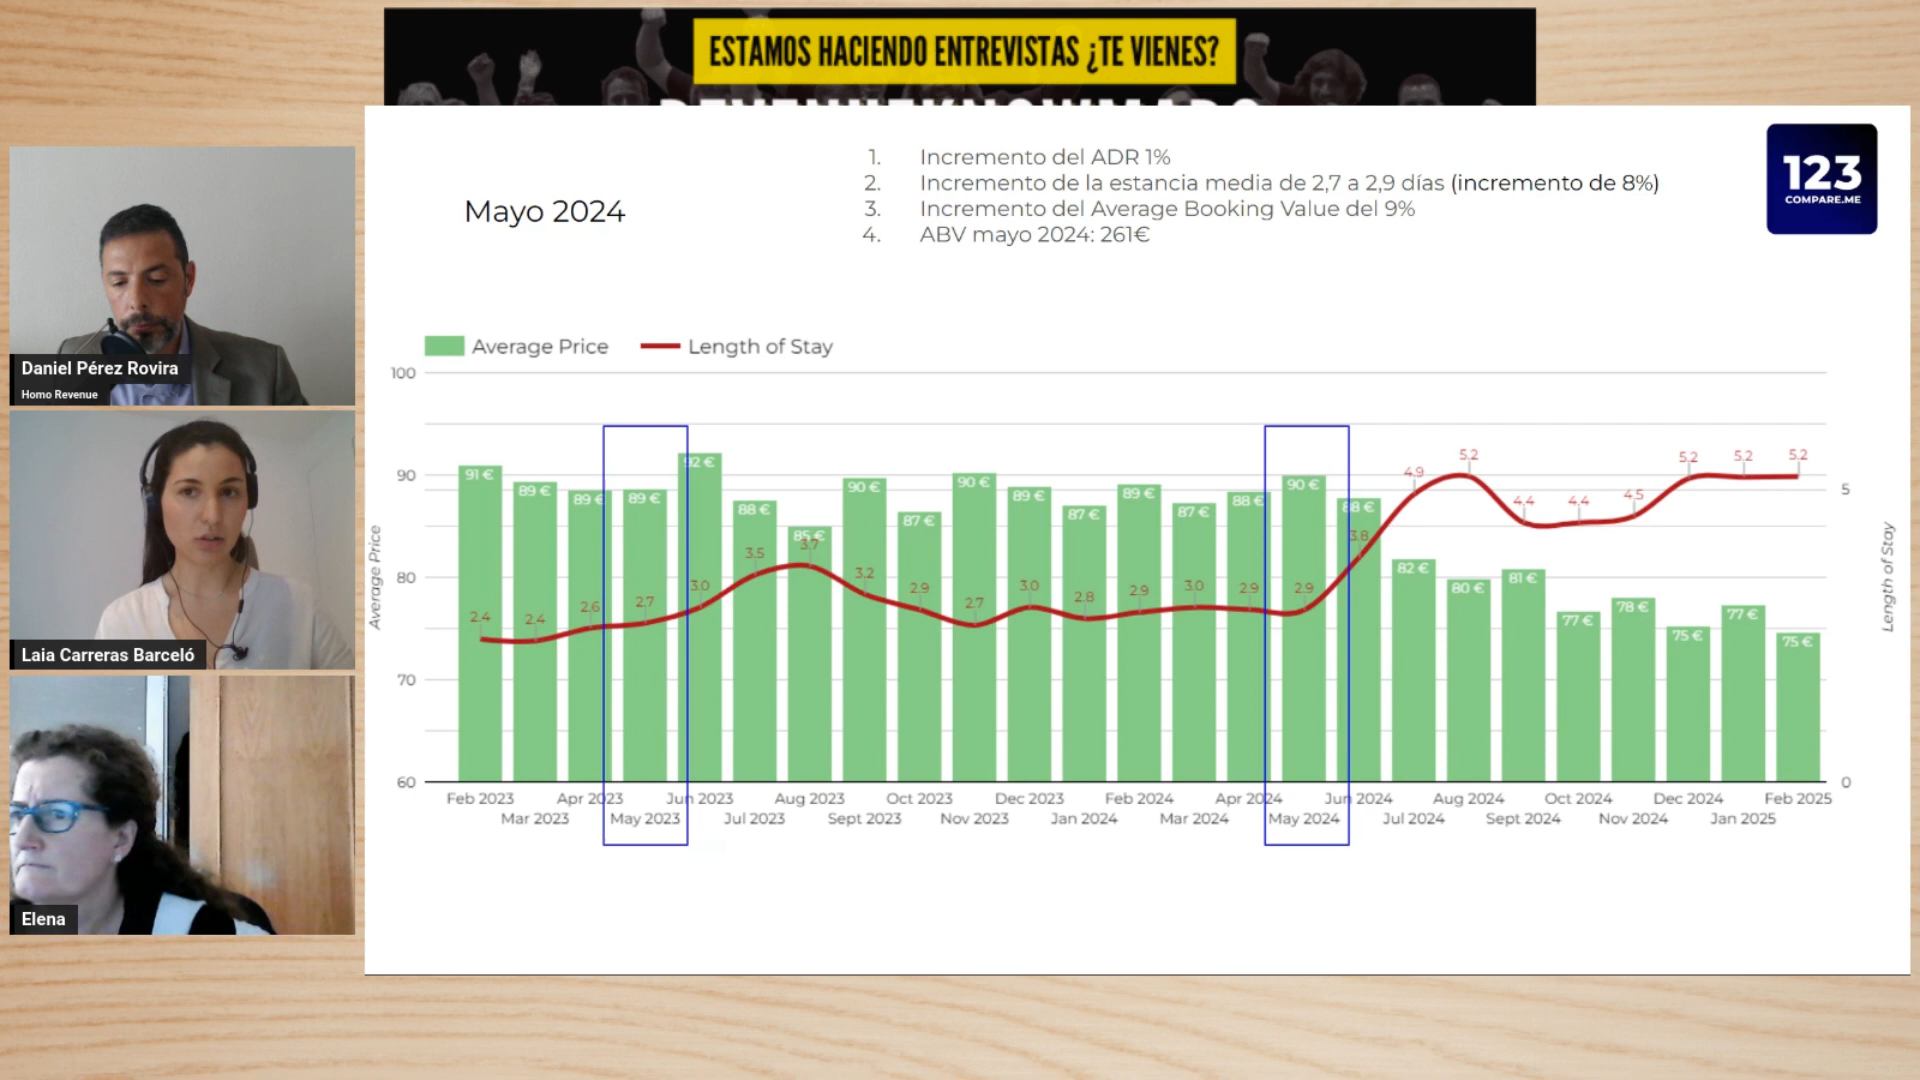 ESTAMOS HACIENDO ENTREVISTAS ¿TE VIENES?
Mayo 2024
1. Incremento del ADR 1%
2. Incremento de la estancia media de 2,7 a 2,9 días (incremento de 8%)
3. Incremento del Average Booking Value del 9%
4. ABV mayo 2024: 261€
123
COMPARE.ME
Daniel Pérez Rovira
Homo Revenue
Laia Carreras Barceló
Elena
Average Price
Length of Stay
100
90
80
70
60
Average Price
5
0
Length of Stay
91 €
89 €
89 €
89 €
92 €
88 €
85 €
90 €
87 €
90 €
89 €
87 €
89 €
87 €
88 €
90 €
88 €
82 €
80 €
81 €
77 €
78 €
75 €
77 €
75 €
2.4
2.4
2.6
2.7
3.0
3.5
3.7
3.2
2.9
2.7
3.0
2.8
2.9
3.0
2.9
2.9
3.8
4.9
5.2
4.4
4.4
4.5
5.2
5.2
5.2
Feb 2023
Mar 2023
Apr 2023
May 2023
Jun 2023
Jul 2023
Aug 2023
Sept 2023
Oct 2023
Nov 2023
Dec 2023
Jan 2024
Feb 2024
Mar 2024
Apr 2024
May 2024
Jun 2024
Jul 2024
Aug 2024
Sept 2024
Oct 2024
Nov 2024
Dec 2024
Jan 2025
Feb 2025